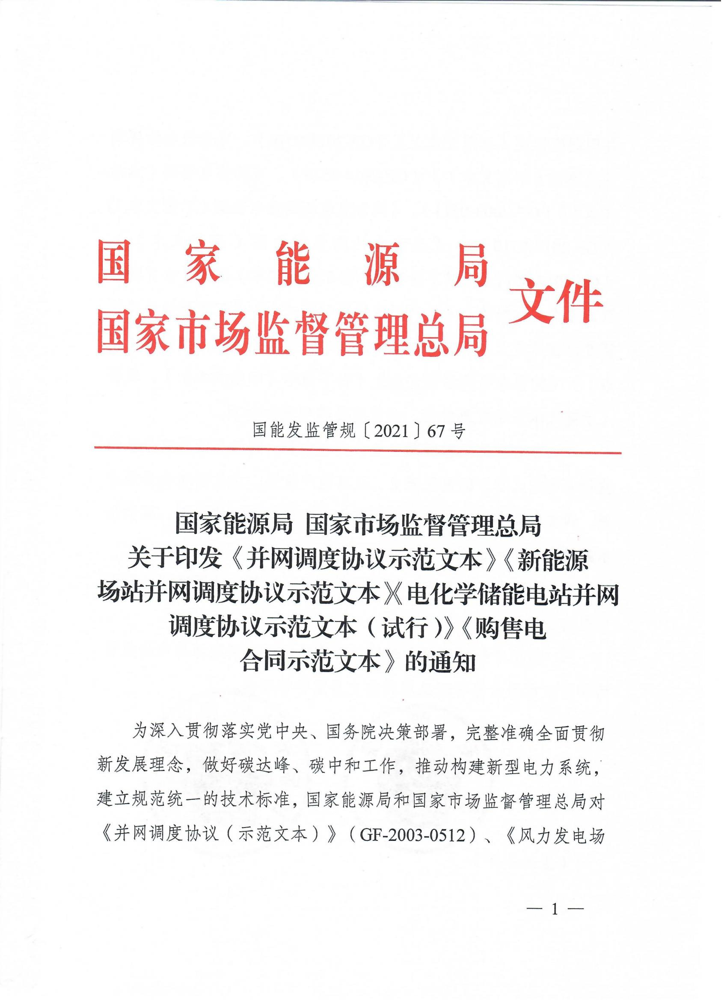 国家能源局
国家市场监督管理总局
文件
国能发监管规〔2021〕67号
国家能源局 国家市场监督管理总局
关于印发《并网调度协议示范文本》《新能源
场站并网调度协议示范文本》《电化学储能电站并网
调度协议示范文本(试行)》《购售电
合同示范文本》的通知
为深入贯彻落实党中央、国务院决策部署，完整准确全面贯彻
新发展理念，做好碳达峰、碳中和工作，推动构建新型电力系统，
建立规范统一的技术标准，国家能源局和国家市场监督管理总局对
《并网调度协议（示范文本）》（GF-2003-0512）、《风力发电场
— 1 —